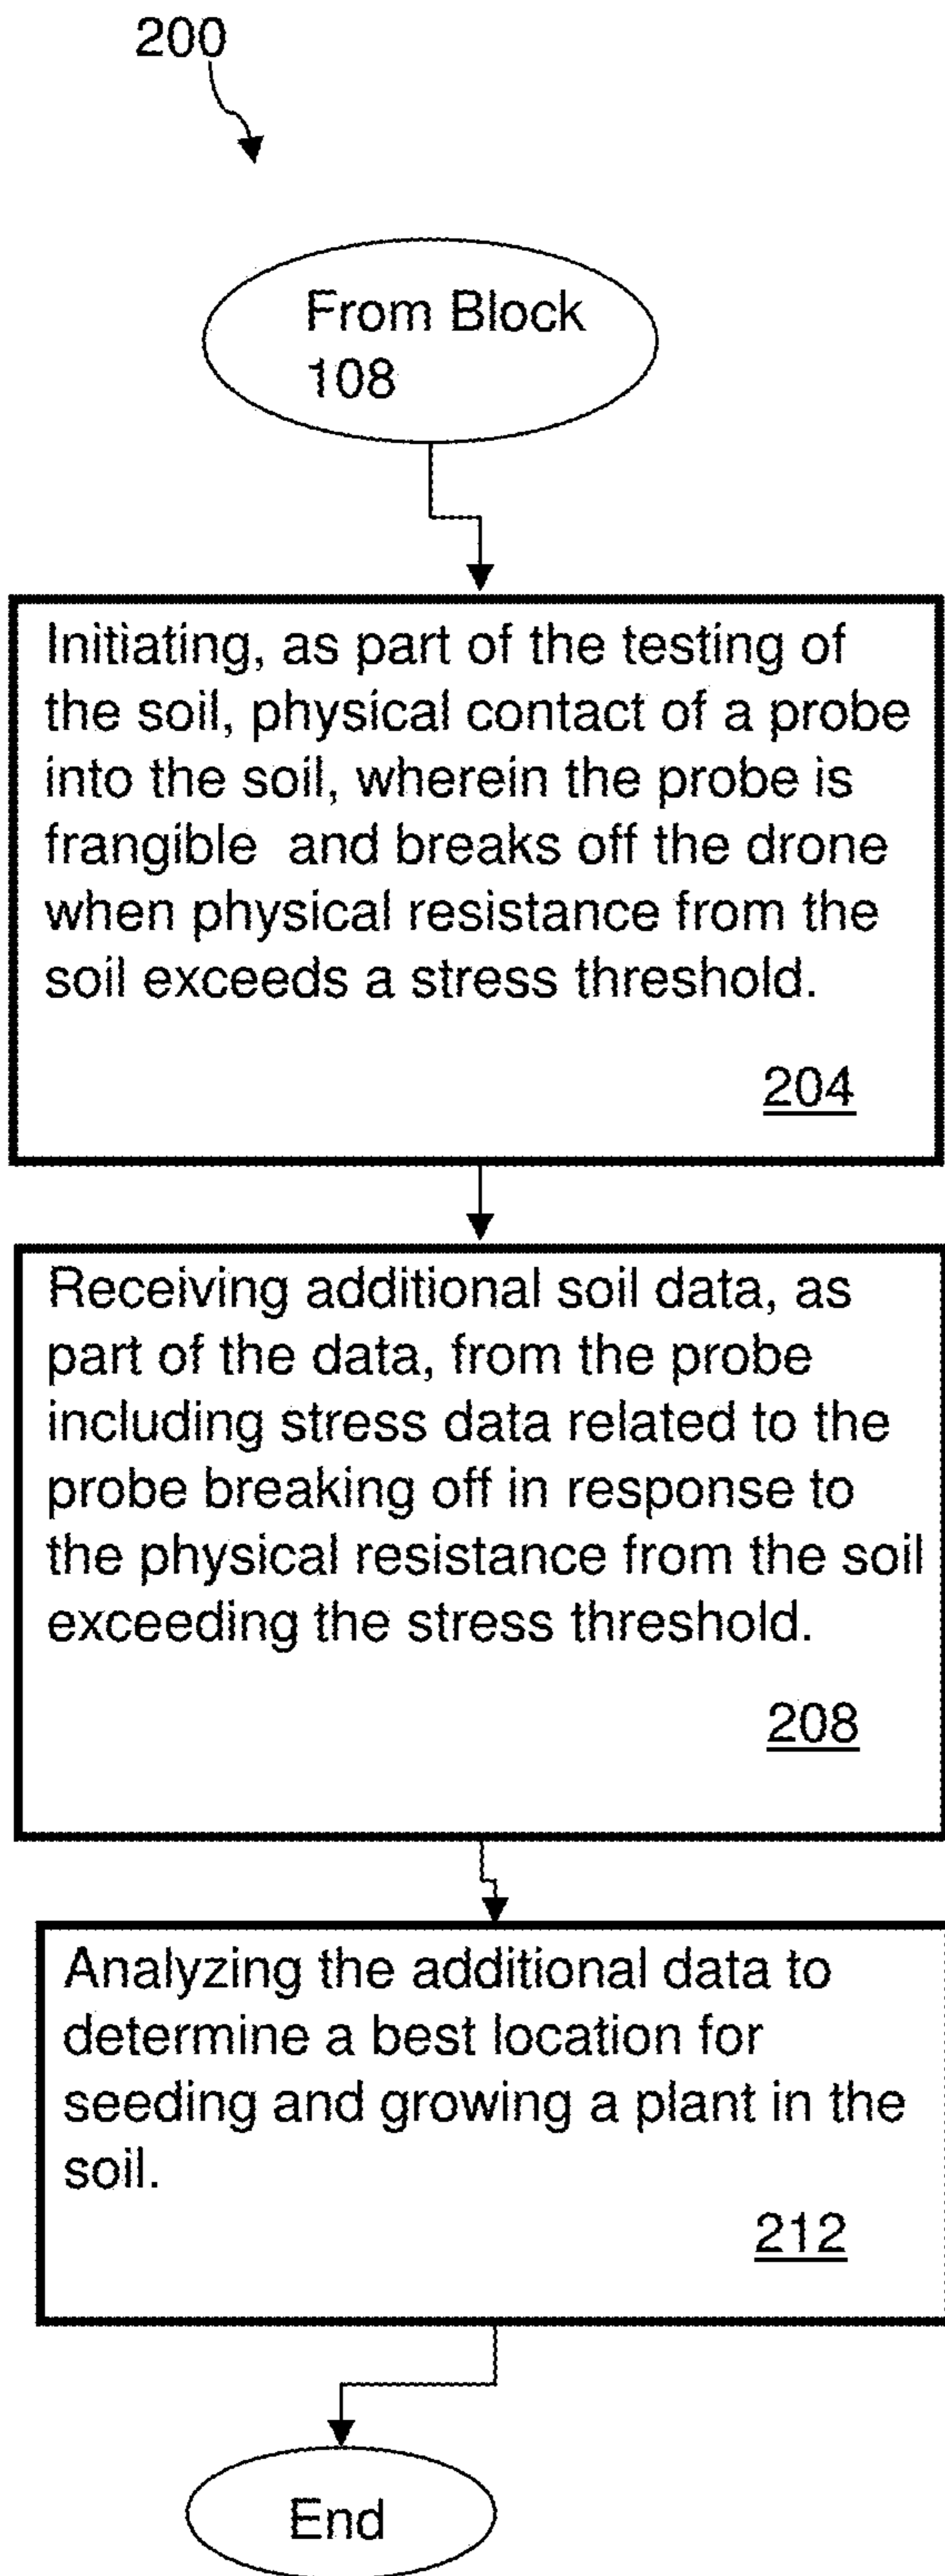 200
From Block
108
Initiating, as part of the testing of
the soil, physical contact of a probe
into the soil, wherein the probe is
frangible and breaks off the drone
when physical resistance from the
soil exceeds a stress threshold.
204
Receiving additional soil data, as
part of the data, from the probe
including stress data related to the
probe breaking off in response to
the physical resistance from the soil
exceeding the stress threshold.
208
Analyzing the additional data to
determine a best location for
seeding and growing a plant in the
soil.
212
End